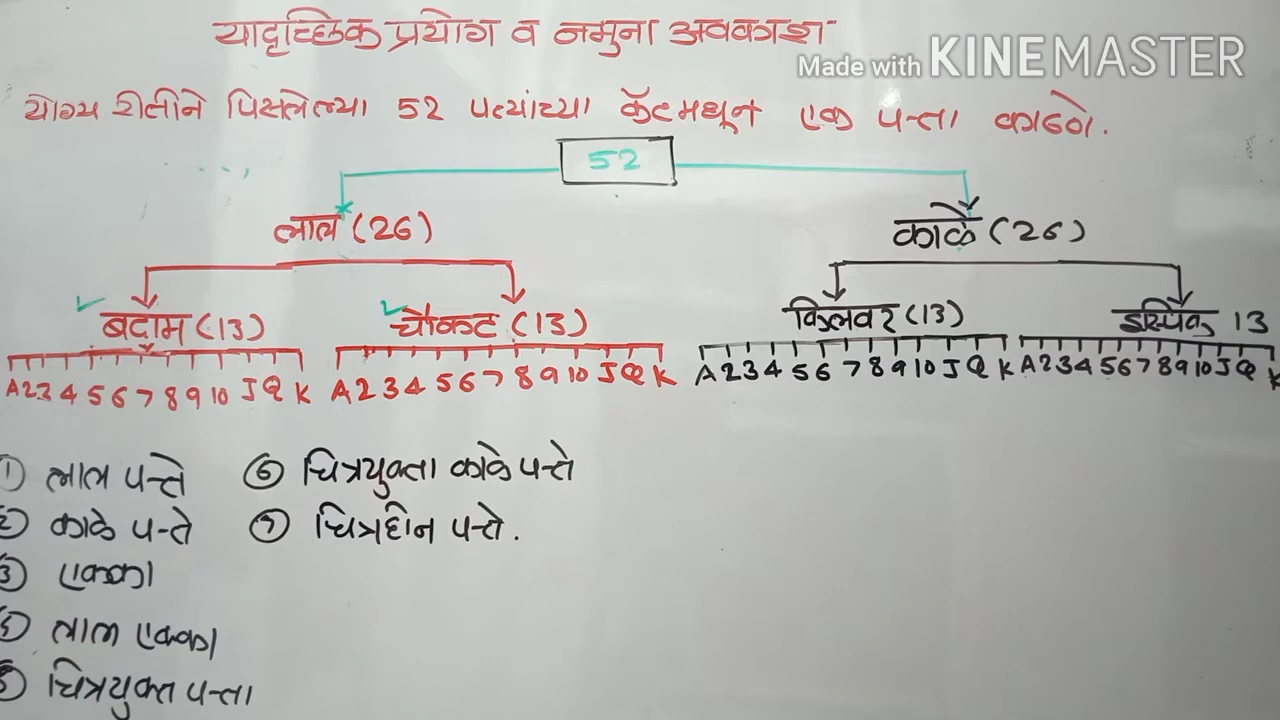 यादृच्छिक प्रयोग व नमुना अवकाश
Made with KINEMASTER
योग्य रीतीने पिसलेल्या 52 पत्यांच्या कॅटमधून एक पत्ता काढणे.
52
लाल (26) काळे (26)
बदाम (13) चौकट (13) किलवर (13) इस्पिक 13
A 2 3 4 5 6 7 8 9 10 J Q K A 2 3 4 5 6 7 8 9 10 J Q K A 2 3 4 5 6 7 8 9 10 J Q K A 2 3 4 5 6 7 8 9 10 J Q K
① लाल पत्ते ⑥ चित्रयुक्ता काळे पत्ते
② काळे पत्ते ⑦ चित्रहीन पत्ते.
③ एक्का
लाल एक्का
चित्रयुक्त पत्ता